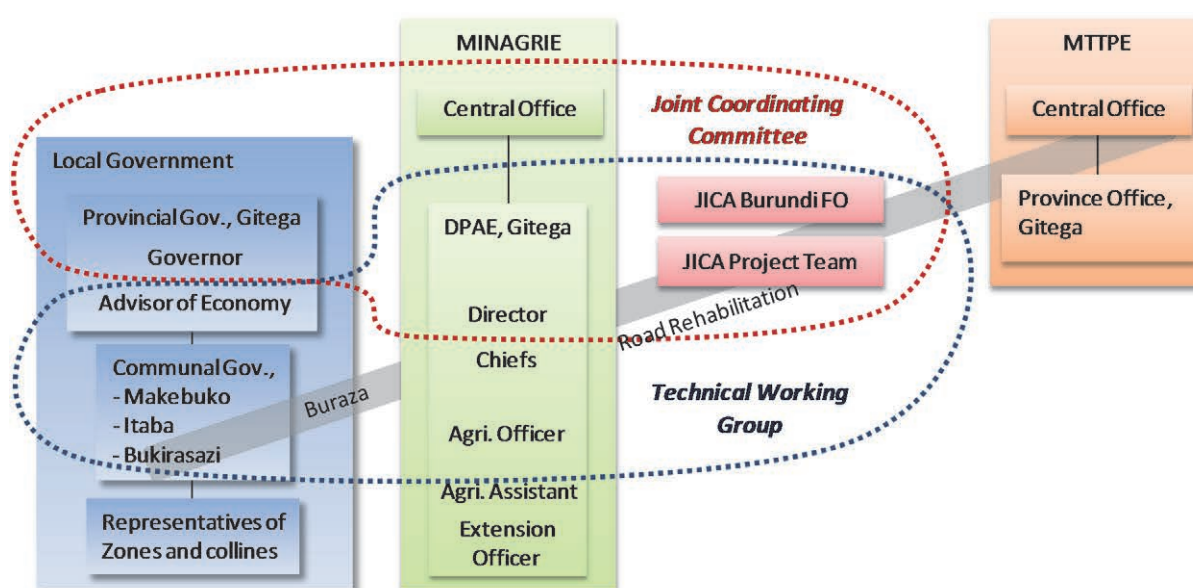 Local Government
Provincial Gov., Gitega
Governor
Advisor of Economy
Communal Gov.,
- Makebuko
- Itaba
- Bukirasazi
Representatives of
Zones and collines
Buraza
MINAGRIE
Central Office
DPAE, Gitega
Director
Chiefs
Agri. Officer
Agri. Assistant
Extension
Officer
Joint Coordinating
Committee
JICA Burundi FO
JICA Project Team
Road Rehabilitation
Technical Working
Group
MTTPE
Central Office
Province Office,
Gitega